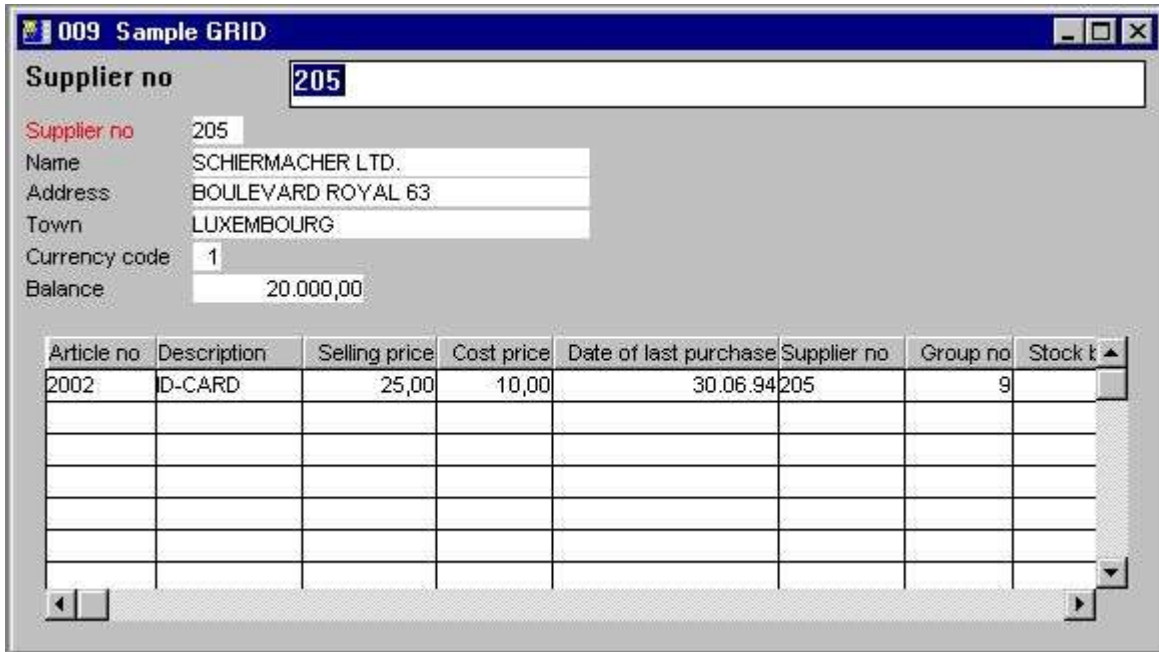 009 Sample GRID
Supplier no 205
Supplier no 205
Name SCHIERMACHER LTD.
Address BOULEVARD ROYAL 63
Town LUXEMBOURG
Currency code 1
Balance 20.000,00
Article no Description Selling price Cost price Date of last purchase Supplier no Group no Stock
2002 ID-CARD 25,00 10,00 30.06.94 205 9